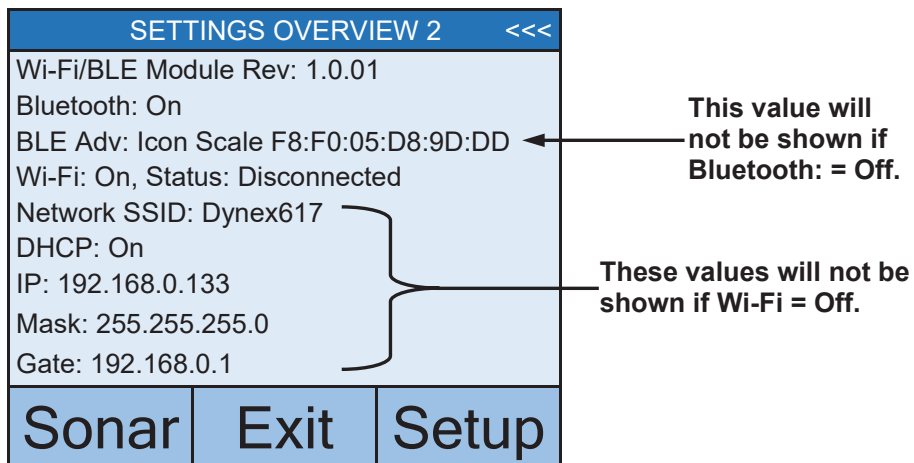 SETTINGS OVERVIEW 2 <<<
Wi-Fi/BLE Module Rev: 1.0.01
Bluetooth: On
BLE Adv: Icon Scale F8:F0:05:D8:9D:DD
Wi-Fi: On, Status: Disconnected
Network SSID: Dynex617
DHCP: On
IP: 192.168.0.133
Mask: 255.255.255.0
Gate: 192.168.0.1
Sonar Exit Setup
This value will
not be shown if
Bluetooth: = Off.
These values will not be
shown if Wi-Fi = Off.